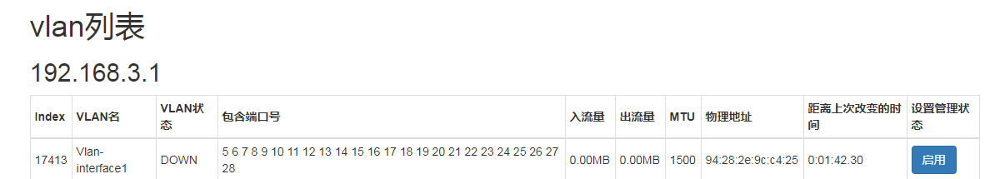 vlan列表
192.168.3.1
Index VLAN名 VLAN状态 包含端口号 入流量 出流量 MTU 物理地址 距离上次改变的时间 设置管理状态
17413 Vlan-interface1 DOWN 5 6 7 8 9 10 11 12 13 14 15 16 17 18 19 20 21 22 23 24 25 26 27 28 0.00MB 0.00MB 1500 94:28:2e:9c:c4:25 0:01:42.30 启用